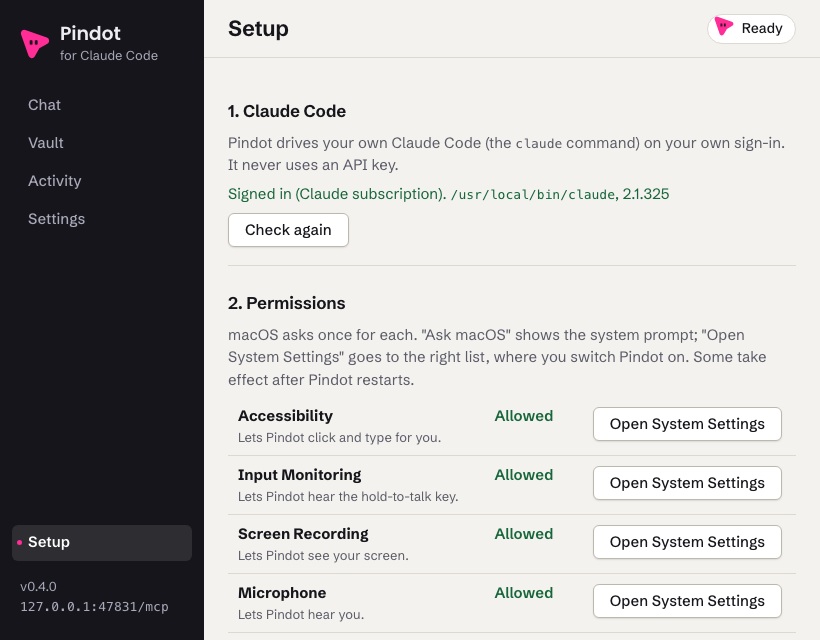 Pindot
for Claude Code
Chat
Vault
Activity
Settings
Setup
v0.4.0
127.0.0.1:47831/mcp
Setup
Ready
1. Claude Code
Pindot drives your own Claude Code (the claude command) on your own sign-in.
It never uses an API key.
Signed in (Claude subscription). /usr/local/bin/claude, 2.1.325
Check again
2. Permissions
macOS asks once for each. "Ask macOS" shows the system prompt; "Open
System Settings" goes to the right list, where you switch Pindot on. Some take
effect after Pindot restarts.
Accessibility
Allowed
Open System Settings
Lets Pindot click and type for you.
Input Monitoring
Allowed
Open System Settings
Lets Pindot hear the hold-to-talk key.
Screen Recording
Allowed
Open System Settings
Lets Pindot see your screen.
Microphone
Allowed
Open System Settings
Lets Pindot hear you.